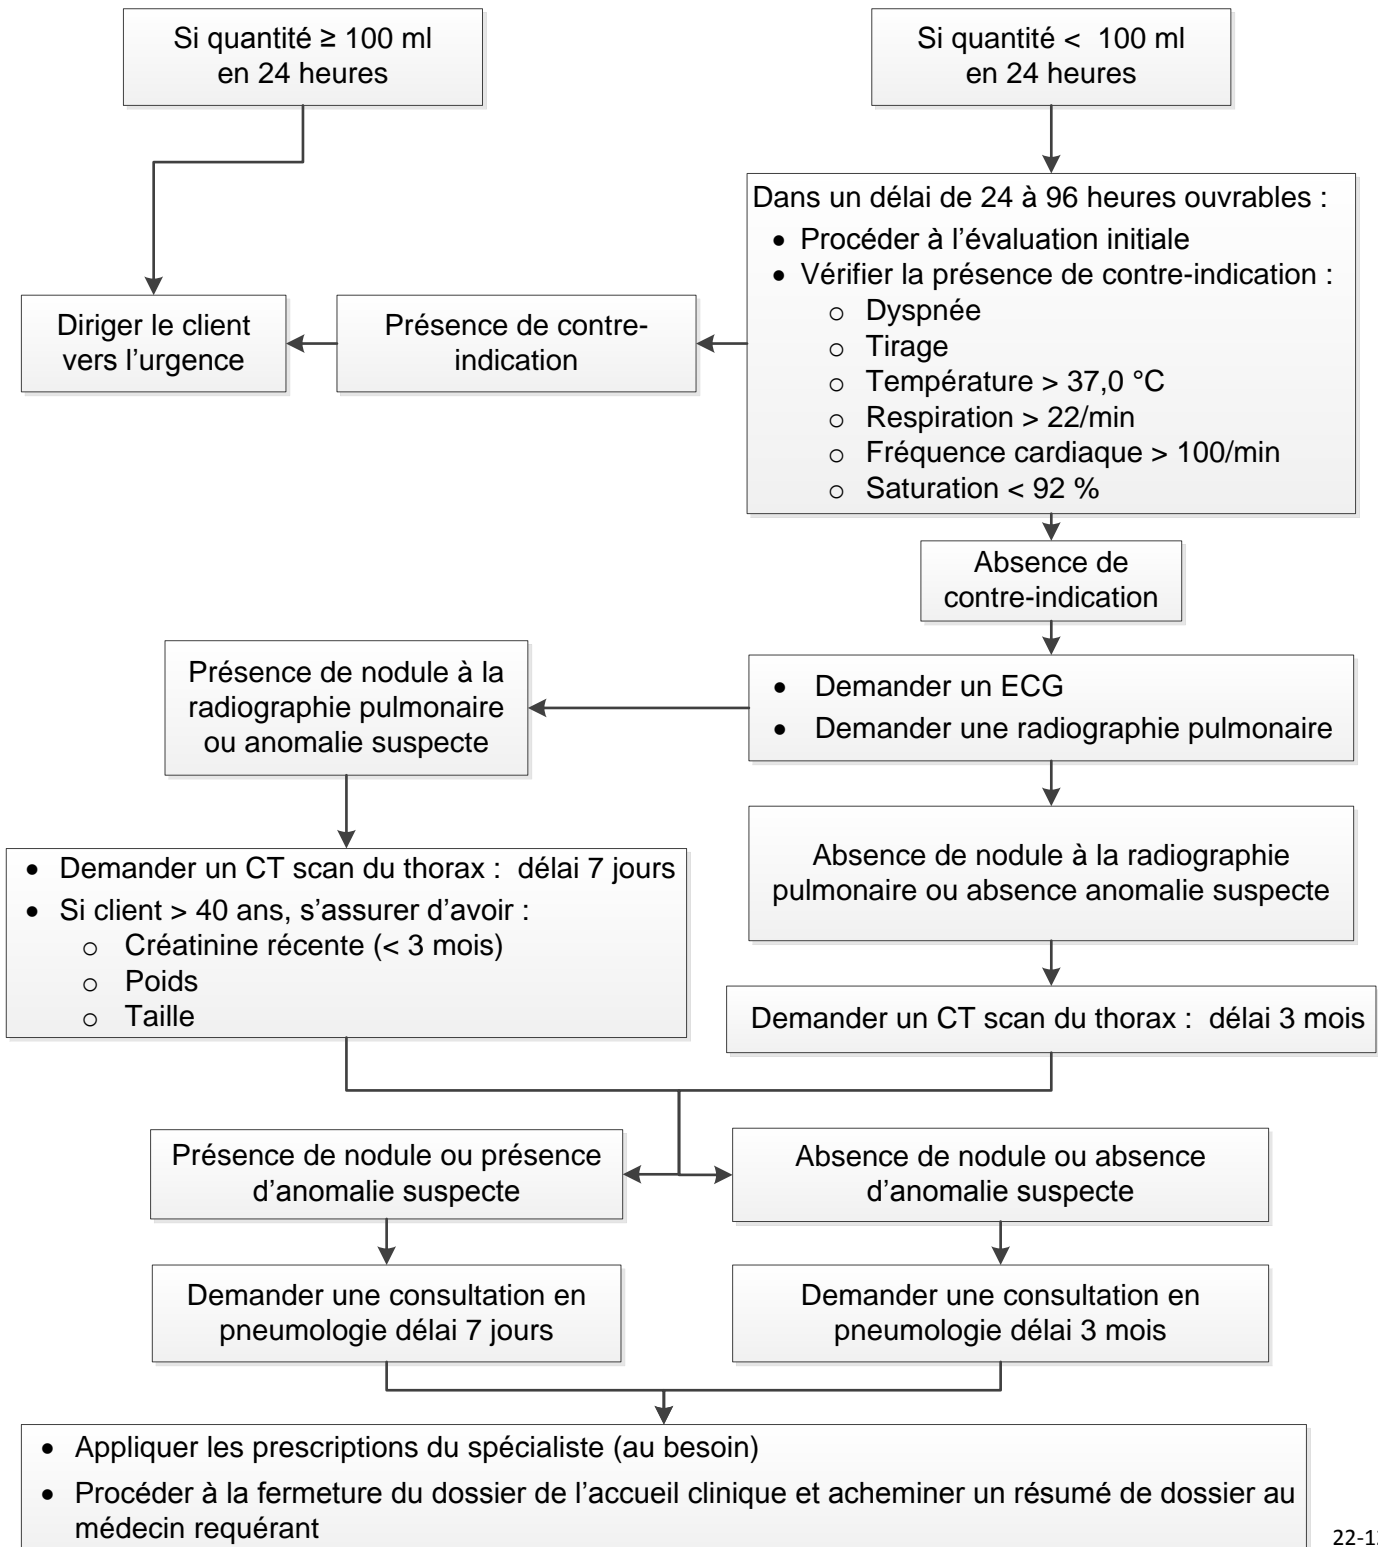 Si quantité ≥ 100 ml
en 24 heures
Si quantité < 100 ml
en 24 heures
Dans un délai de 24 à 96 heures ouvrables :
• Procéder à l’évaluation initiale
• Vérifier la présence de contre-indication :
o Dyspnée
o Tirage
o Température > 37,0 °C
o Respiration > 22/min
o Fréquence cardiaque > 100/min
o Saturation < 92 %
Présence de contre-
indication
Diriger le client
vers l’urgence
Absence de
contre-indication
• Demander un ECG
• Demander une radiographie pulmonaire
Présence de nodule à la
radiographie pulmonaire
ou anomalie suspecte
Absence de nodule à la radiographie
pulmonaire ou absence anomalie suspecte
• Demander un CT scan du thorax : délai 7 jours
• Si client > 40 ans, s’assurer d’avoir :
o Créatinine récente (< 3 mois)
o Poids
o Taille
Demander un CT scan du thorax : délai 3 mois
Présence de nodule ou présence
d’anomalie suspecte
Absence de nodule ou absence
d’anomalie suspecte
Demander une consultation en
pneumologie délai 7 jours
Demander une consultation en
pneumologie délai 3 mois
• Appliquer les prescriptions du spécialiste (au besoin)
• Procéder à la fermeture du dossier de l’accueil clinique et acheminer un résumé de dossier au
médecin requérant